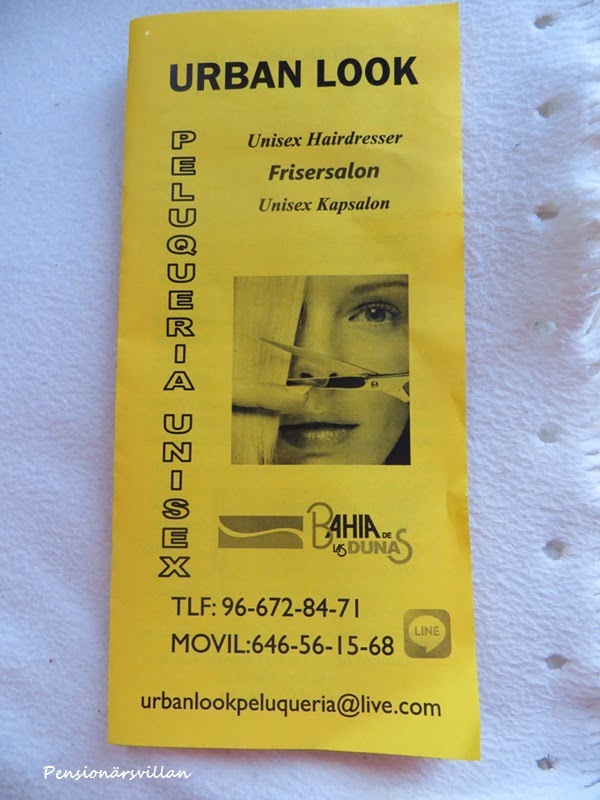 URBAN LOOK
PELUQUERIA UNISEX
Unisex Hairdresser
Frisersalon
Unisex Kapsalon
BAHIA DE
LAS DUNAS
TLF: 96-672-84-71
MOVIL:646-56-15-68
LINE
urbanlookpeluqueria@live.com
Pensionärsvillan